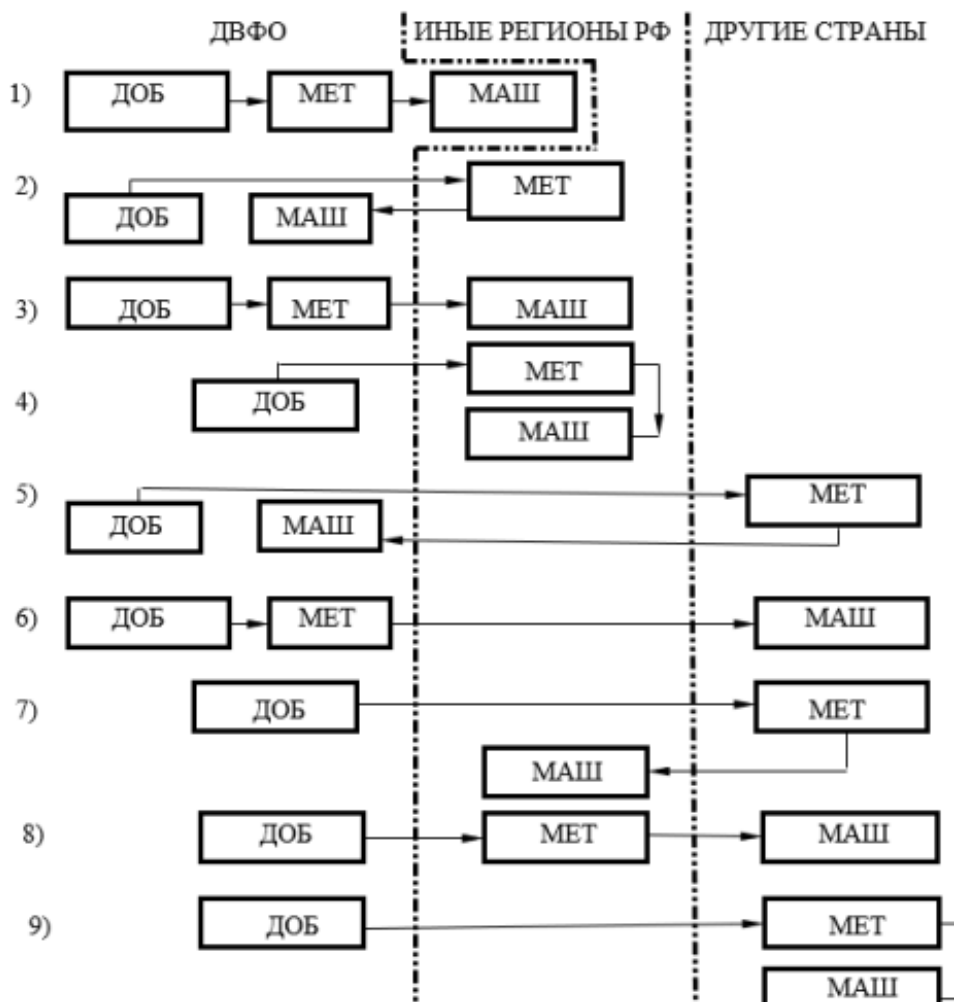 ДВФО ИНЫЕ РЕГИОНЫ РФ ДРУГИЕ СТРАНЫ
1) ДОБ МЕТ МАШ
2) МЕТ
ДОБ МАШ
3) ДОБ МЕТ МАШ
МЕТ
4) ДОБ
МАШ
5) МЕТ
ДОБ МАШ
6) ДОБ МЕТ МАШ
7) ДОБ МЕТ
МАШ
8) ДОБ МЕТ МАШ
9) ДОБ МЕТ
МАШ